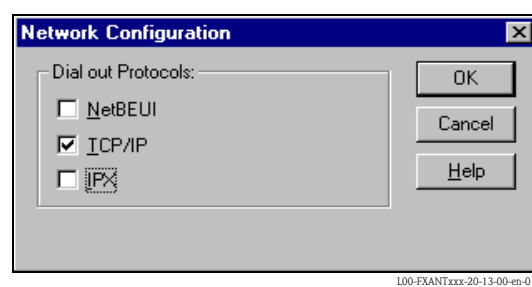 Network Configuration
Dial out Protocols:
NetBEUI
TCP/IP
IPX
OK
Cancel
Help
L00-FXANTxxx-20-13-00-en-0